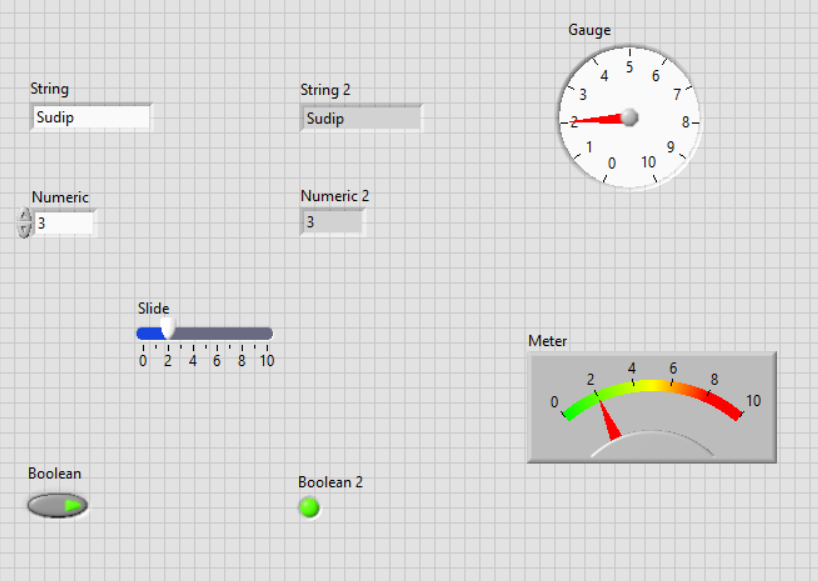 Gauge
5
4 6
3 7
2 8
1 9
0 10
String
Sudip
String 2
Sudip
Numeric
3
Numeric 2
3
Slide
0 2 4 6 8 10
Meter
0 2 4 6 8 10
Boolean
Boolean 2